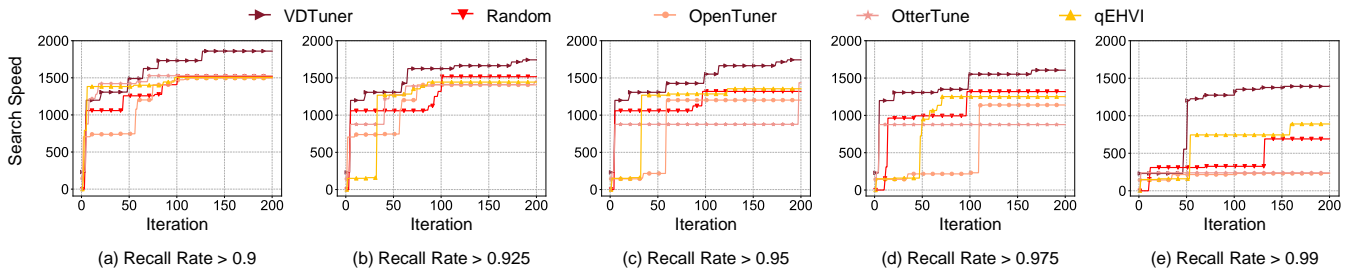 VDTuner Random OpenTuner OtterTune qEHVI
Search Speed
2000
1500
1000
500
0
0 50 100 150 200
Iteration
(a) Recall Rate > 0.9
2000
1500
1000
500
0
0 50 100 150 200
Iteration
(b) Recall Rate > 0.925
2000
1500
1000
500
0
0 50 100 150 200
Iteration
(c) Recall Rate > 0.95
2000
1500
1000
500
0
0 50 100 150 200
Iteration
(d) Recall Rate > 0.975
2000
1500
1000
500
0
0 50 100 150 200
Iteration
(e) Recall Rate > 0.99